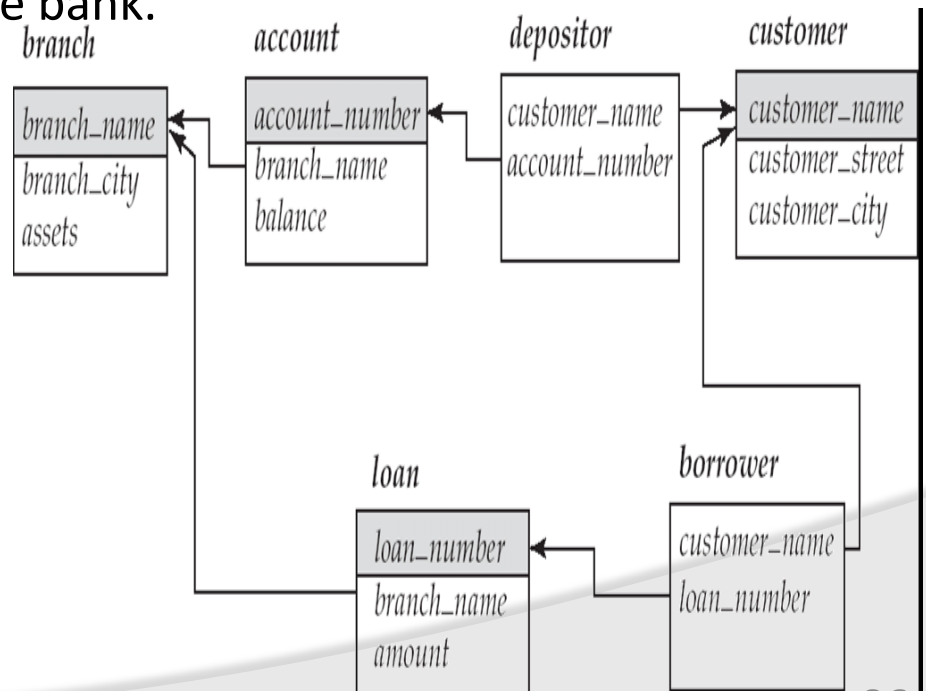 e bank.
branch
branch_name
branch_city
assets
account
account_number
branch_name
balance
depositor
customer_name
account_number
customer
customer_name
customer_street
customer_city
loan
loan_number
branch_name
amount
borrower
customer_name
loan_number